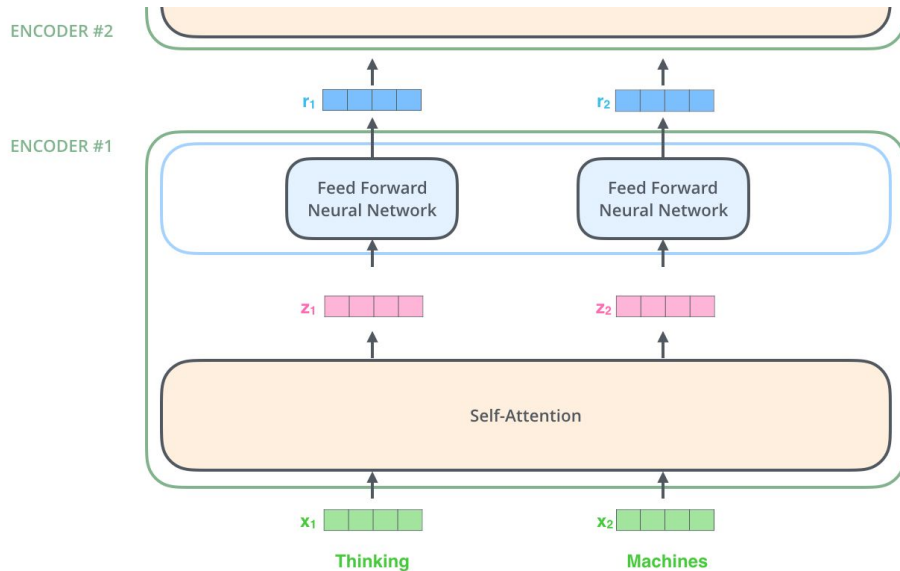 ENCODER #2
r₁
r₂
ENCODER #1
Feed Forward
Neural Network
Feed Forward
Neural Network
z₁
z₂
Self-Attention
x₁
x₂
Thinking
Machines